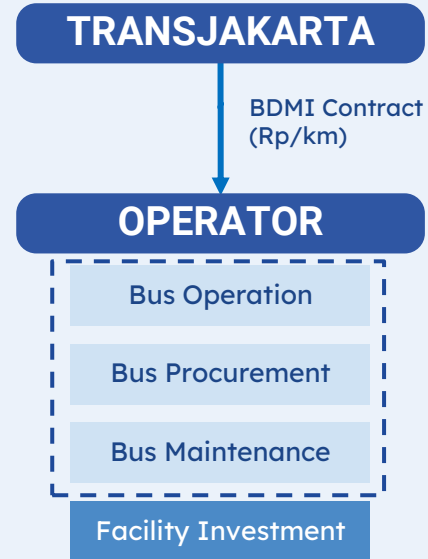 TRANSJAKARTA
BDMI Contract
(Rp/km)
OPERATOR
Bus Operation
Bus Procurement
Bus Maintenance
Facility Investment